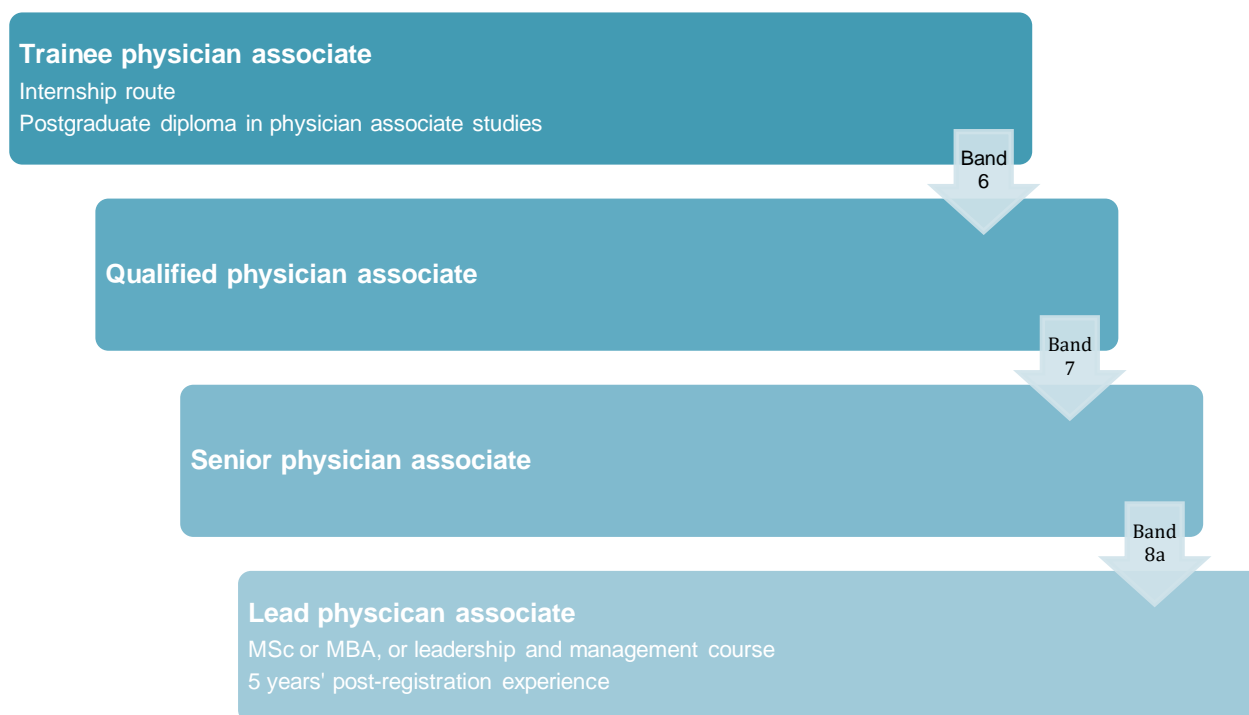 Trainee physician associate
Internship route
Postgraduate diploma in physician associate studies
Band
6
Qualified physician associate
Band
7
Senior physician associate
Band
8a
Lead physcican associate
MSc or MBA, or leadership and management course
5 years' post-registration experience